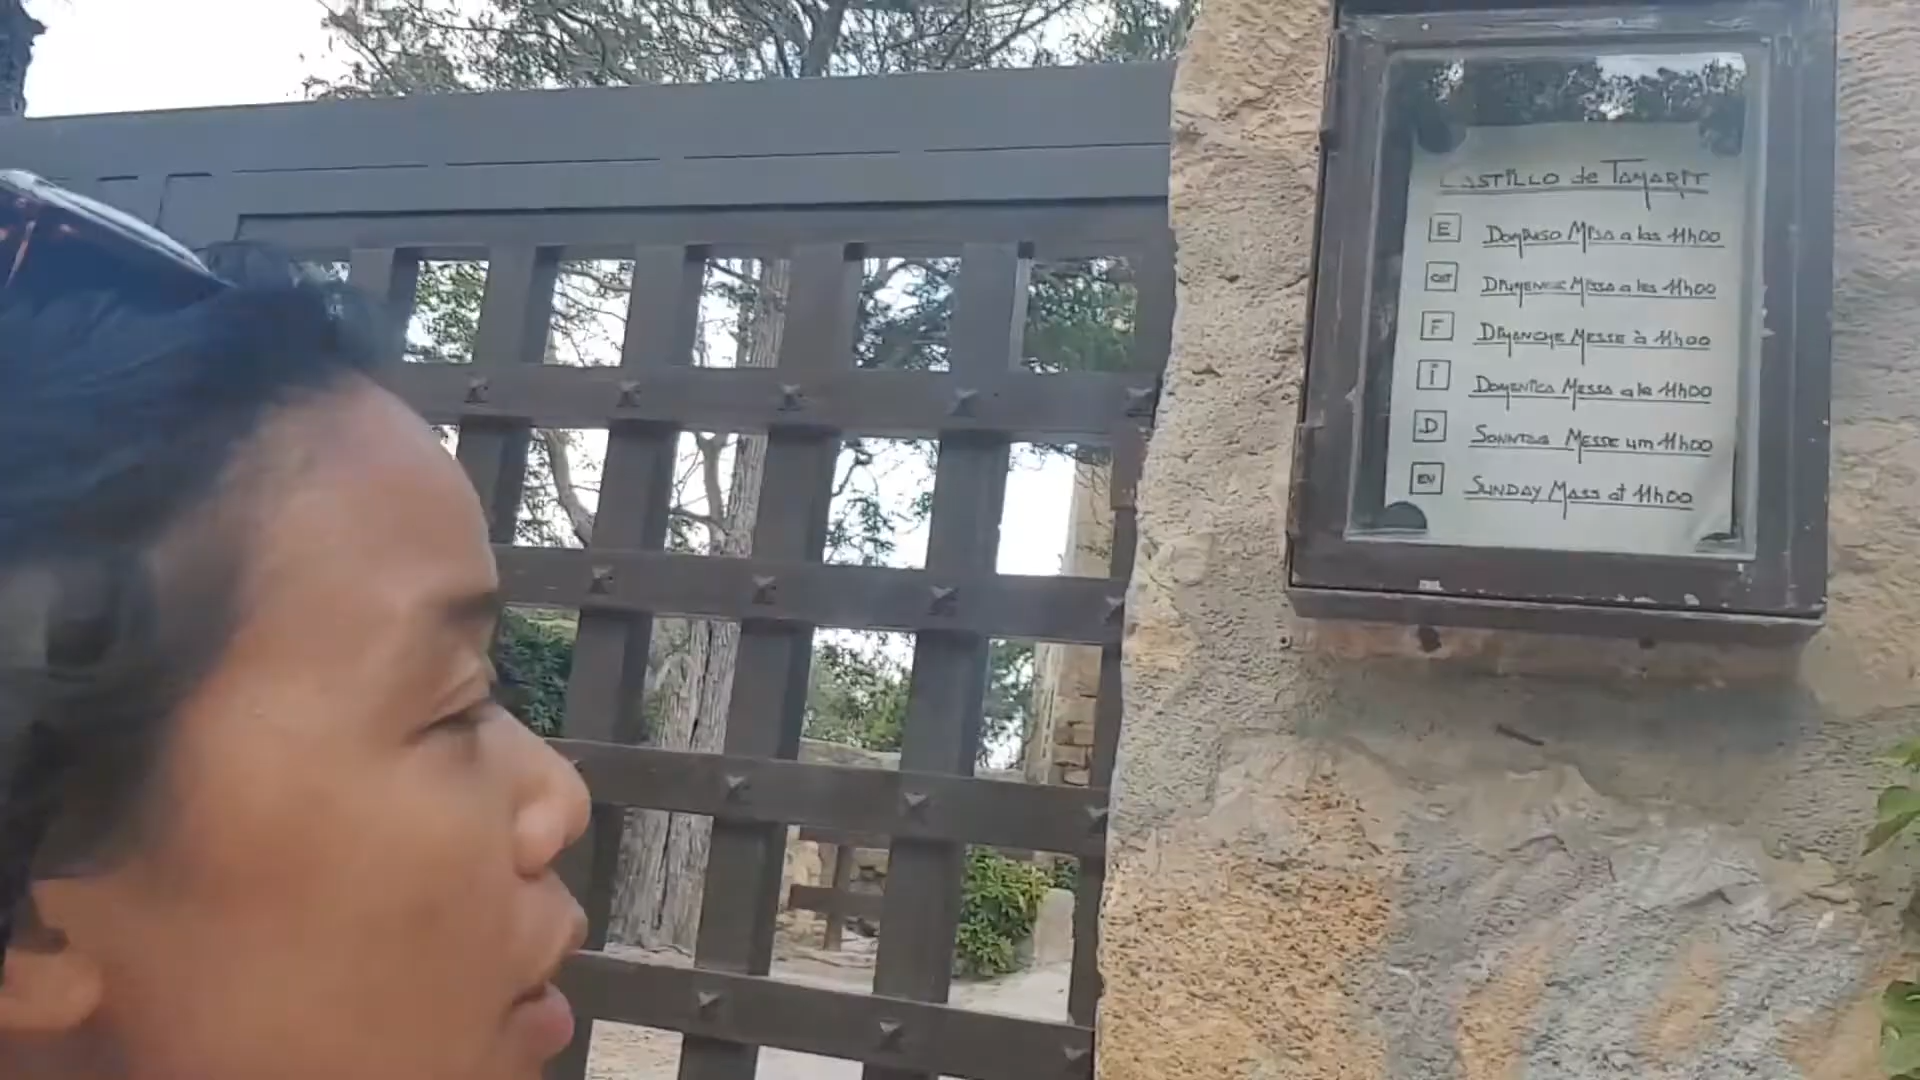 CASTILLO de TAMARIT
E DOMINGO MISA a las 11h00
CAT DIUMENGE MISSA a les 11h00
F DIMANCHE MESSE à 11h00
i DOMENICA MESSA alle 11h00
D SONNTAG MESSE um 11h00
EN SUNDAY MASS at 11h00